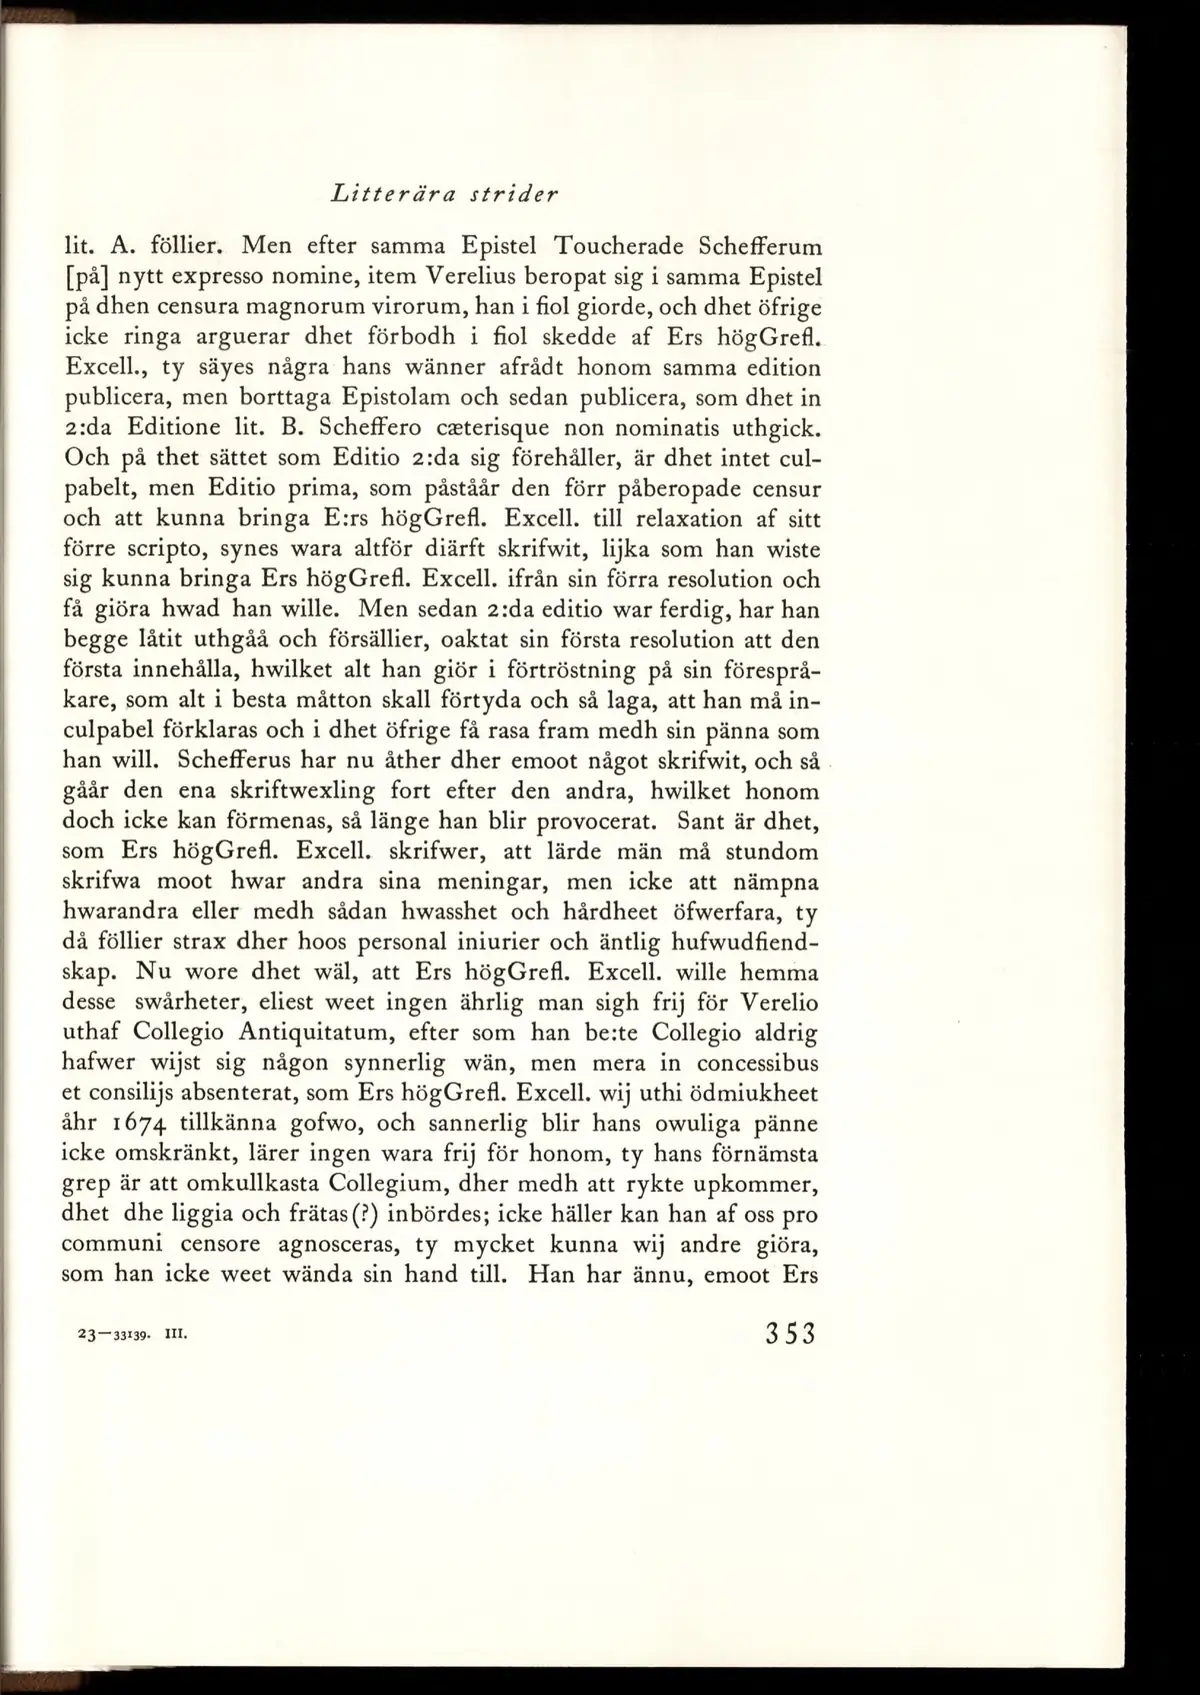 Litterära strider
lit. A. föllier. Men efter samma Epistel Toucherade Schefferum
[på] nytt expresso nomine, item Verelius beropat sig i samma Epistel
på dhen censura magnorum virorum, han i fiol giorde, och dhet öfrige
icke ringa arguerar dhet förbodh i fiol skedde af Ers högGrefl.
Excell., ty säyes några hans wänner afrådt honom samma edition
publicera, men borttaga Epistolam och sedan publicera, som dhet in
2:da Editione lit. B. Scheffero cæterisque non nominatis uthgick.
Och på thet sättet som Editio 2:da sig förehåller, är dhet intet cul-
pabelt, men Editio prima, som påståår den förr påberopade censur
och att kunna bringa E:rs högGrefl. Excell. till relaxation af sitt
förre scripto, synes wara altför diärft skrifwit, lijka som han wiste
sig kunna bringa Ers högGrefl. Excell. ifrån sin förra resolution och
få giöra hwad han wille. Men sedan 2:da editio war ferdig, har han
begge låtit uthgåå och försällier, oaktat sin första resolution att den
första innehålla, hwilket alt han giör i förtröstning på sin föresprå-
kare, som alt i besta måtton skall förtyda och så laga, att han må in-
culpabel förklaras och i dhet öfrige få rasa fram medh sin pänna som
han will. Schefferus har nu åther dher emoot något skrifwit, och så
gåår den ena skriftwexling fort efter den andra, hwilket honom
doch icke kan förmenas, så länge han blir provocerat. Sant är dhet,
som Ers högGrefl. Excell. skrifwer, att lärde män må stundom
skrifwa moot hwar andra sina meningar, men icke att nämpna
hwarandra eller medh sådan hwasshet och hårdheet öfwerfara, ty
då föllier strax dher hoos personal iniurier och äntlig hufwudfiend-
skap. Nu wore dhet wäl, att Ers högGrefl. Excell. wille hemma
desse swårheter, eliest weet ingen ährlig man sigh frij för Verelio
uthaf Collegio Antiquitatum, efter som han be:te Collegio aldrig
hafwer wijst sig någon synnerlig wän, men mera in concessibus
et consilijs absenterat, som Ers högGrefl. Excell. wij uthi ödmiukheet
åhr 1674 tillkänna gofwo, och sannerlig blir hans owuliga pänne
icke omskränkt, lärer ingen wara frij för honom, ty hans förnämsta
grep är att omkullkasta Collegium, dher medh att rykte upkommer,
dhet dhe liggia och frätas(?) inbördes; icke häller kan han af oss pro
communi censore agnosceras, ty mycket kunna wij andre giöra,
som han icke weet wända sin hand till. Han har ännu, emoot Ers
23—33139. III.
353